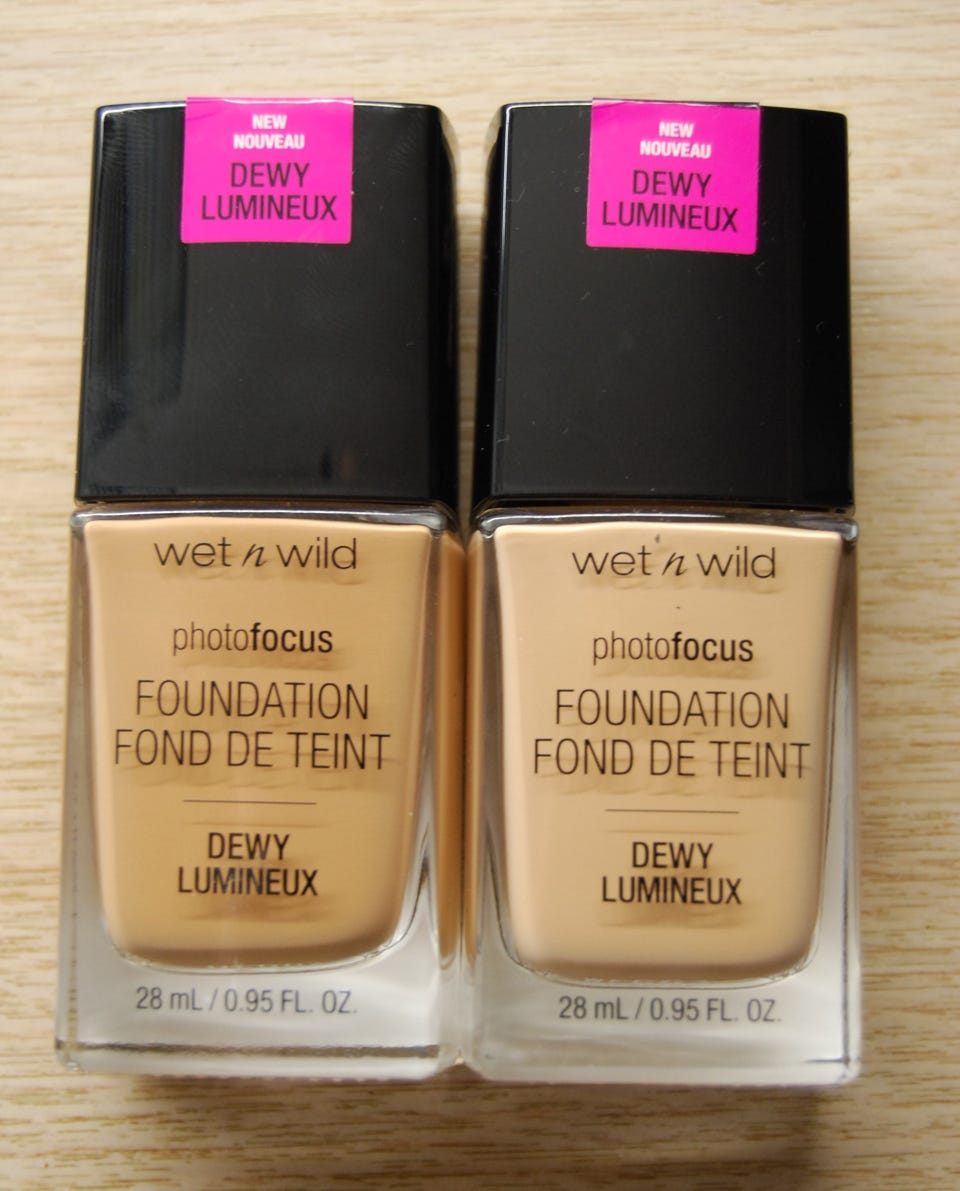 NEW
NOUVEAU
DEWY
LUMINEUX
wet n wild
photofocus
FOUNDATION
FOND DE TEINT
DEWY
LUMINEUX
28 mL / 0.95 FL. OZ.
NEW
NOUVEAU
DEWY
LUMINEUX
wet n wild
photofocus
FOUNDATION
FOND DE TEINT
DEWY
LUMINEUX
28 mL / 0.95 FL. OZ.